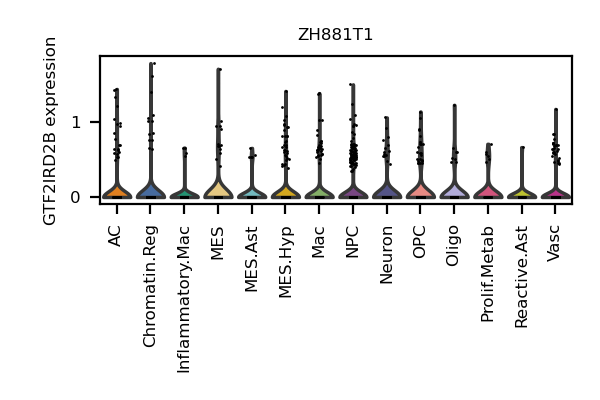 ZH881T1
GTF2IRD2B expression
1
0
AC
Chromatin.Reg
Inflammatory.Mac
MES
MES.Ast
MES.Hyp
Mac
NPC
Neuron
OPC
Oligo
Prolif.Metab
Reactive.Ast
Vasc